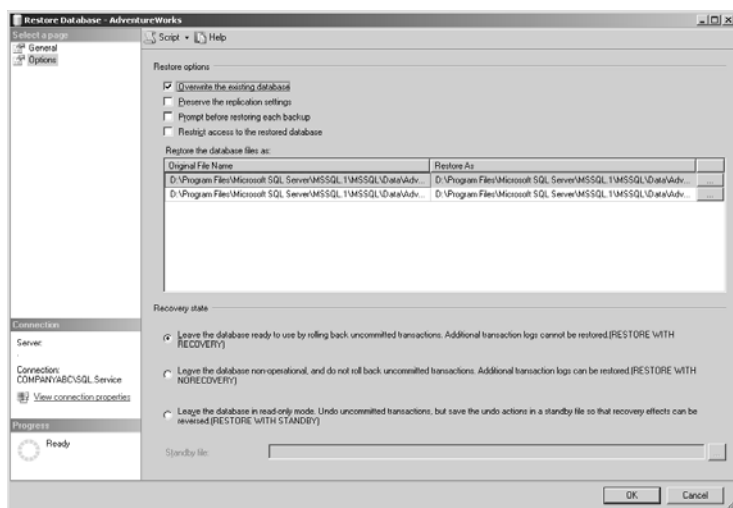 Restore Database - AdventureWorks
Select a page
General
Options
Script
Help
Restore options
Overwrite the existing database
Preserve the replication settings
Prompt before restoring each backup
Restrict access to the restored database
Restore the database files as:
Original File Name
Restore As
D:\Program Files\Microsoft SQL Server\MSSQL.1\MSSQL\Data\Adv...
D:\Program Files\Microsoft SQL Server\MSSQL.1\MSSQL\Data\Adv...
...
D:\Program Files\Microsoft SQL Server\MSSQL.1\MSSQL\Data\Adv...
D:\Program Files\Microsoft SQL Server\MSSQL.1\MSSQL\Data\Adv...
...
Recovery state
Leave the database ready to use by rolling back uncommitted transactions. Additional transaction logs cannot be restored.(RESTORE WITH
RECOVERY)
Leave the database non-operational, and do not roll back uncommitted transactions. Additional transaction logs can be restored.(RESTORE WITH
NORECOVERY)
Leave the database in read-only mode. Undo uncommitted transactions, but save the undo actions in a standby file so that recovery effects can be
reversed.(RESTORE WITH STANDBY)
Standby file:
Connection
Server:
.
Connection:
COMPANYABC\SQL.Service
View connection properties
Progress
Ready
OK
Cancel